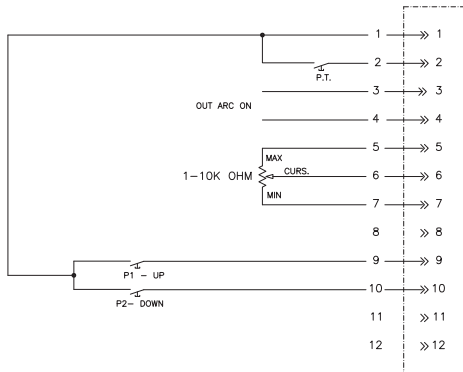 1 1
2 2
P.T.
3 3
OUT ARC ON
4 4
5 5
MAX
1-10K OHM CURS. 6 6
MIN
7 7
8 8
9 9
P1 - UP
10 10
P2- DOWN
11 11
12 12